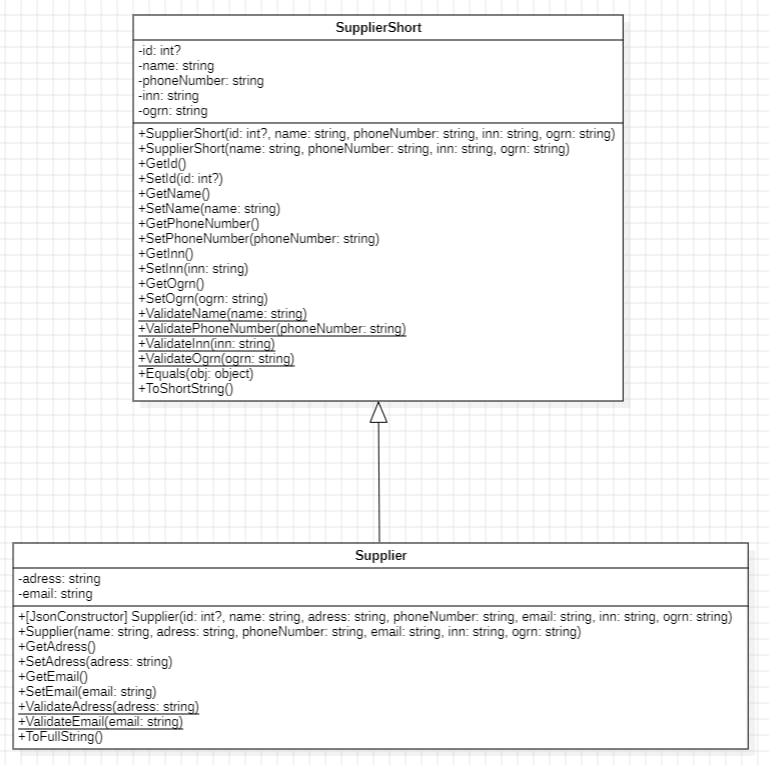 SupplierShort
-id: int?
-name: string
-phoneNumber: string
-inn: string
-ogrn: string
+SupplierShort(id: int?, name: string, phoneNumber: string, inn: string, ogrn: string)
+SupplierShort(name: string, phoneNumber: string, inn: string, ogrn: string)
+GetId()
+SetId(id: int?)
+GetName()
+SetName(name: string)
+GetPhoneNumber()
+SetPhoneNumber(phoneNumber: string)
+GetInn()
+SetInn(inn: string)
+GetOgrn()
+SetOgrn(ogrn: string)
+ValidateName(name: string)
+ValidatePhoneNumber(phoneNumber: string)
+ValidateInn(inn: string)
+ValidateOgrn(ogrn: string)
+Equals(obj: object)
+ToShortString()
Supplier
-adress: string
-email: string
+[JsonConstructor] Supplier(id: int?, name: string, adress: string, phoneNumber: string, email: string, inn: string, ogrn: string)
+Supplier(name: string, adress: string, phoneNumber: string, email: string, inn: string, ogrn: string)
+GetAdress()
+SetAdress(adress: string)
+GetEmail()
+SetEmail(email: string)
+ValidateAdress(adress: string)
+ValidateEmail(email: string)
+ToFullString()